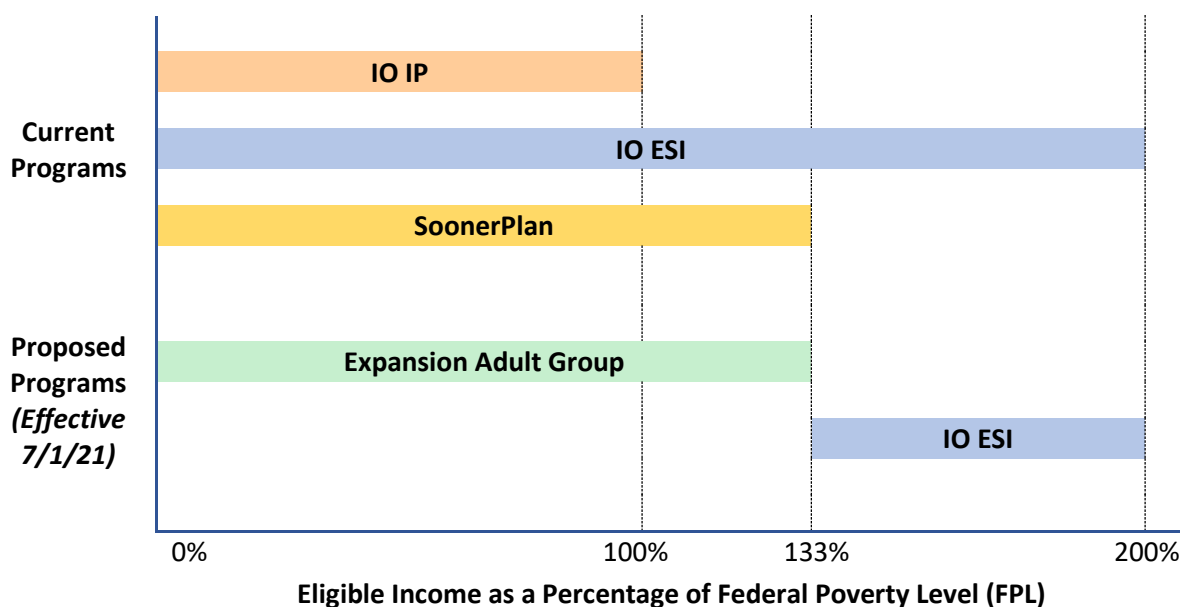 IO IP
Current
Programs
IO ESI
SoonerPlan
Proposed
Programs
(Effective
7/1/21)
Expansion Adult Group
IO ESI
0%
100%
133%
200%
Eligible Income as a Percentage of Federal Poverty Level (FPL)